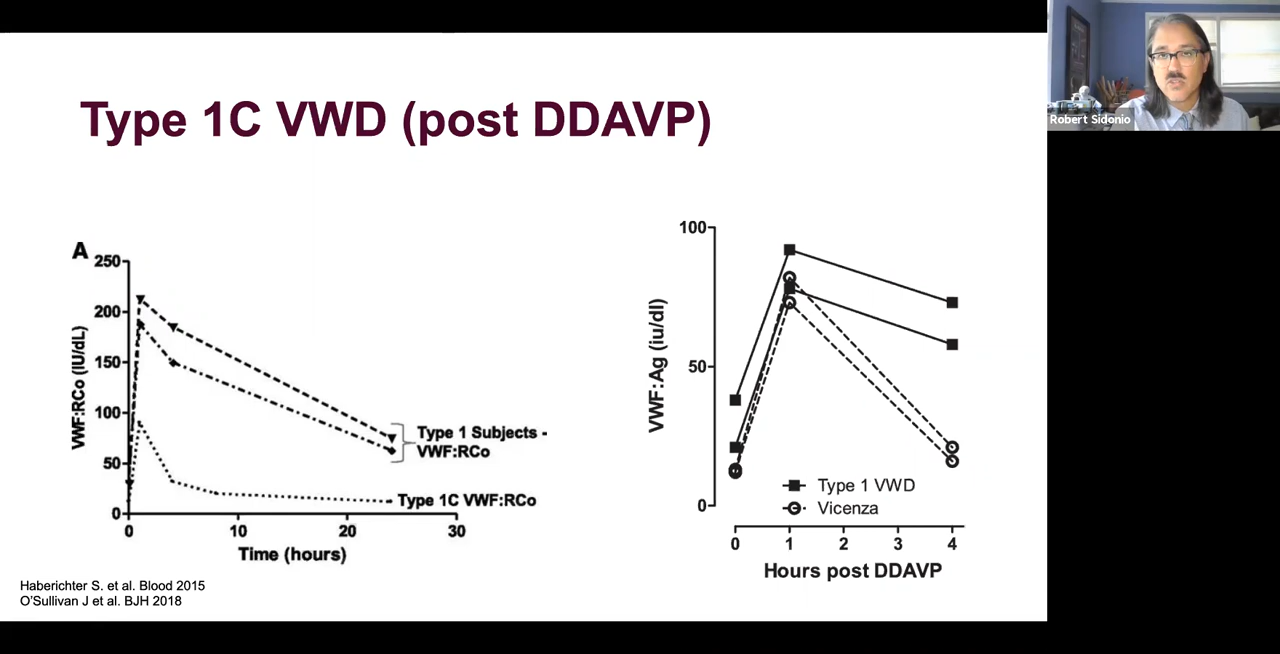 Type 1C VWD (post DDAVP)
Robert Sidonio
A
250
200
150
100
50
0
VWF:RCo (IU/dL)
0 10 20 30
Time (hours)
Type 1 Subjects -
VWF:RCo
Type 1C VWF:RCo
100
50
0
VWF:Ag (iu/dl)
Type 1 VWD
Vicenza
0 1 2 3 4
Hours post DDAVP
Haberichter S. et al. Blood 2015
O'Sullivan J et al. BJH 2018